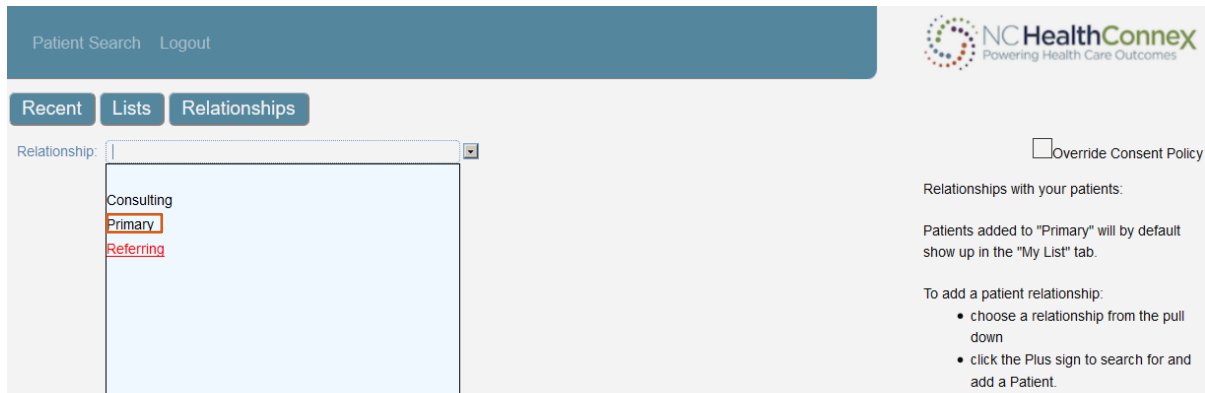 Patient Search Logout
NC HealthConnex
Powering Health Care Outcomes
Recent Lists Relationships
Relationship:
Consulting
Primary
Referring
Override Consent Policy
Relationships with your patients:
Patients added to "Primary" will by default
show up in the "My List" tab.
To add a patient relationship:
• choose a relationship from the pull
down
• click the Plus sign to search for and
add a Patient.